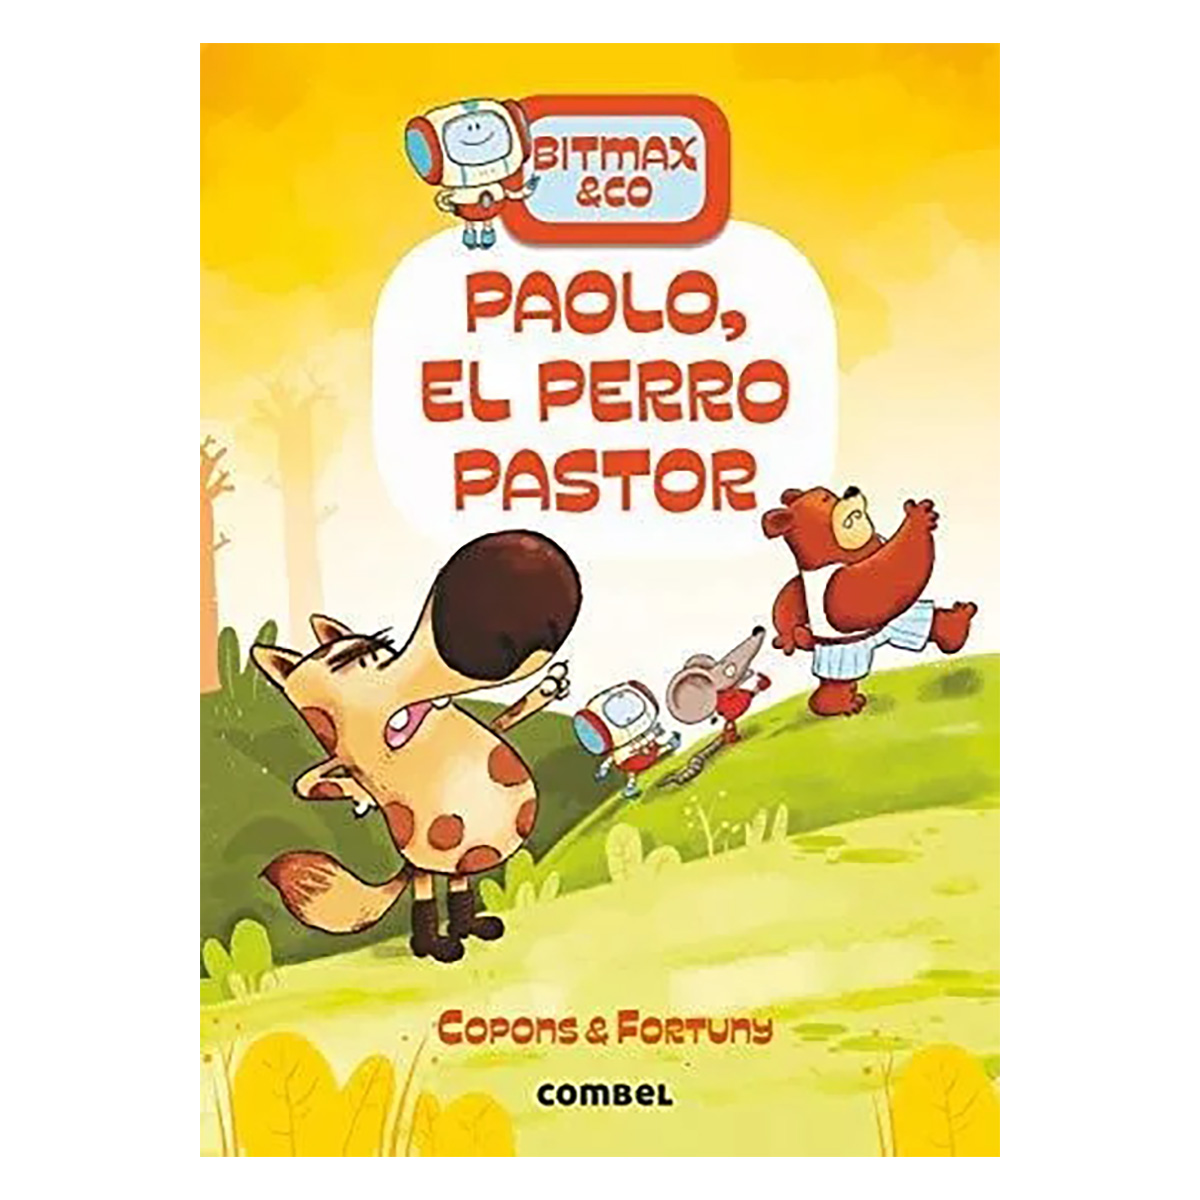 BITMAX
&CO
PAOLO,
EL PERRO
PASTOR
COPONS & FORTUNY
COMBEL